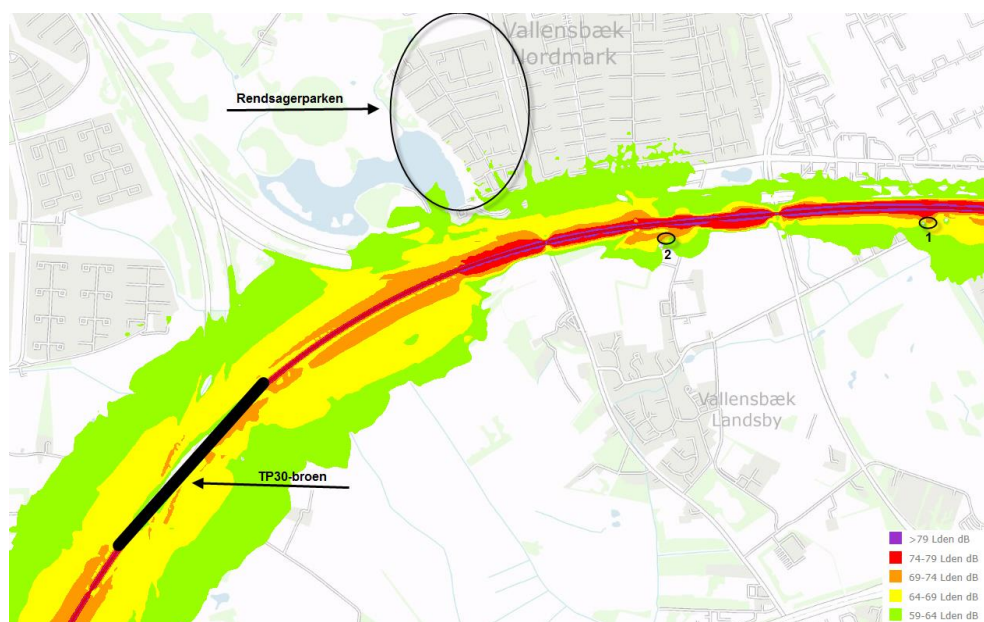 Vallensbæk
Nordmark
Rendsagerparken
1
2
Vallensbæk
Landsby
TP30-broen
>79 Lden dB
74-79 Lden dB
69-74 Lden dB
64-69 Lden dB
59-64 Lden dB